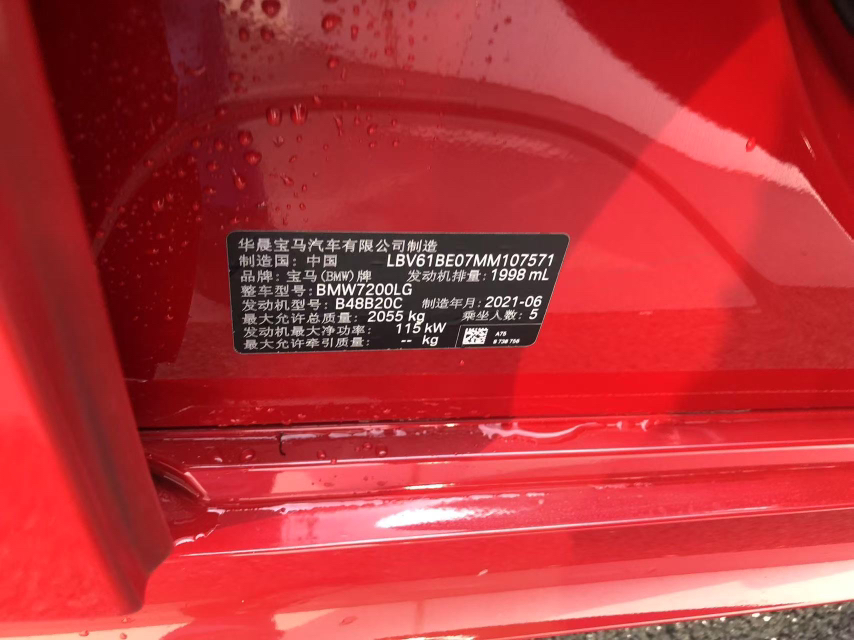 华晨宝马汽车有限公司制造
制造国: 中国 LBV61BE07MM107571
品牌: 宝马(BMW)牌 发动机排量: 1998 mL
整车型号: BMW7200LG
发动机型号: B48B20C 制造年月: 2021-06
最大允许总质量: 2055 kg 乘坐人数: 5
发动机最大净功率: 115 kW
最大允许牵引质量: -- kg
A75
8 738 756